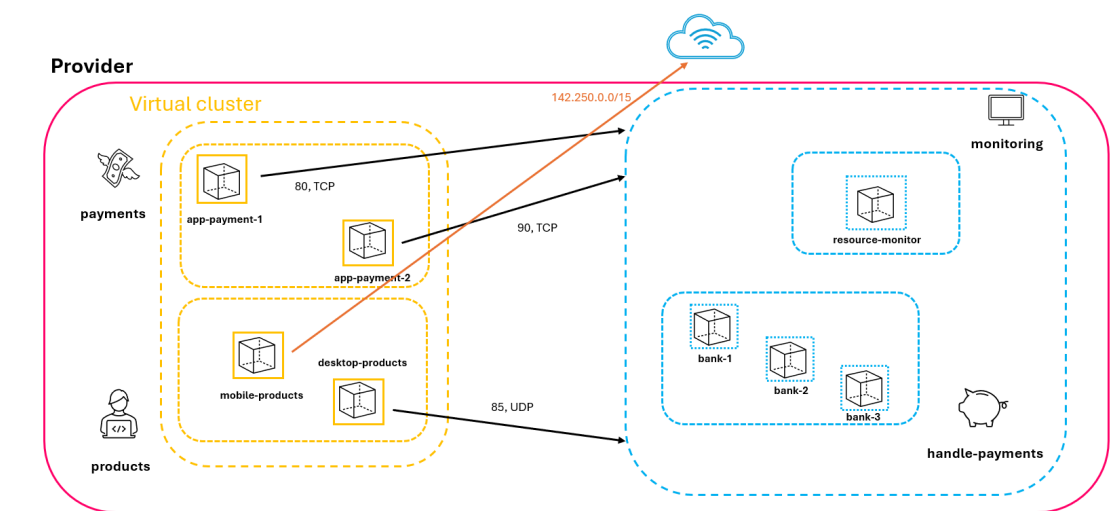 Provider
Virtual cluster
142.250.0.0/15
monitoring
payments
app-payment-1
80, TCP
90, TCP
app-payment-2
resource-monitor
bank-1
bank-2
bank-3
desktop-products
mobile-products
85, UDP
</>
products
handle-payments